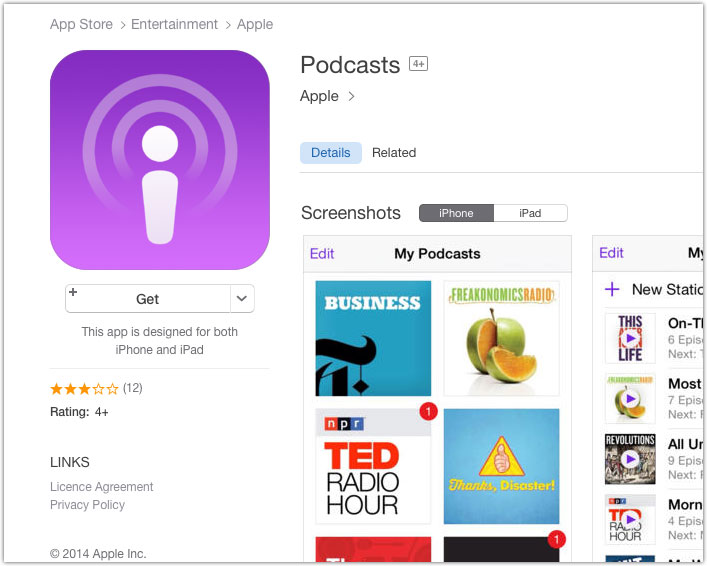 App Store > Entertainment > Apple
Podcasts 4+
Apple >
Details Related
Screenshots iPhone iPad
Get
This app is designed for both
iPhone and iPad
(12)
Rating: 4+
LINKS
Licence Agreement
Privacy Policy
© 2014 Apple Inc.
Edit My Podcasts
BUSINESS
FREAKONOMICS RADIO
1
npr
TED
RADIO
HOUR
Thanks, Disaster!
1
Edit
New Statio
THIS
LIFE
On-Th
6 Episo
Next: T
FREAKONOMICS RADIO
Most
7 Episo
Next: F
REVOLUTIONS
All Un
9 Episo
Next: R
npr
TED
RADIO
HOUR
Morn
4 Episo
Next: M